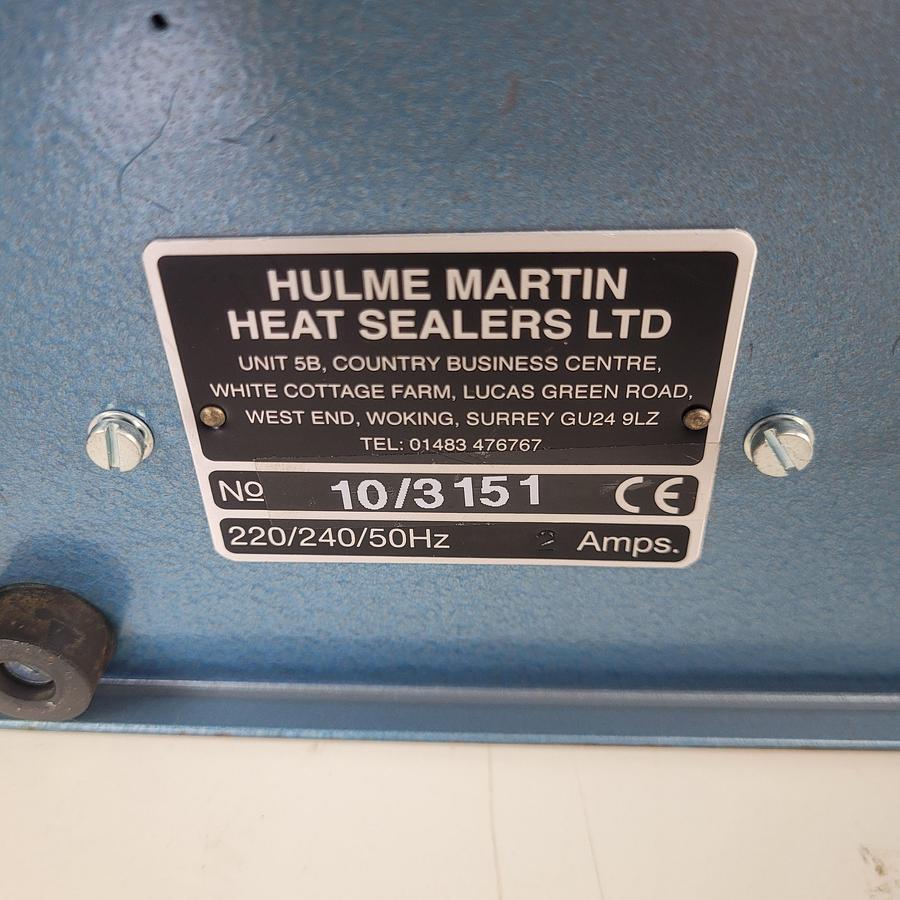 HULME MARTIN
HEAT SEALERS LTD
UNIT 5B, COUNTRY BUSINESS CENTRE,
WHITE COTTAGE FARM, LUCAS GREEN ROAD,
WEST END, WOKING, SURREY GU24 9LZ
TEL: 01483 476767
Nº 10/3151 CE
220/240/50Hz 2 Amps.